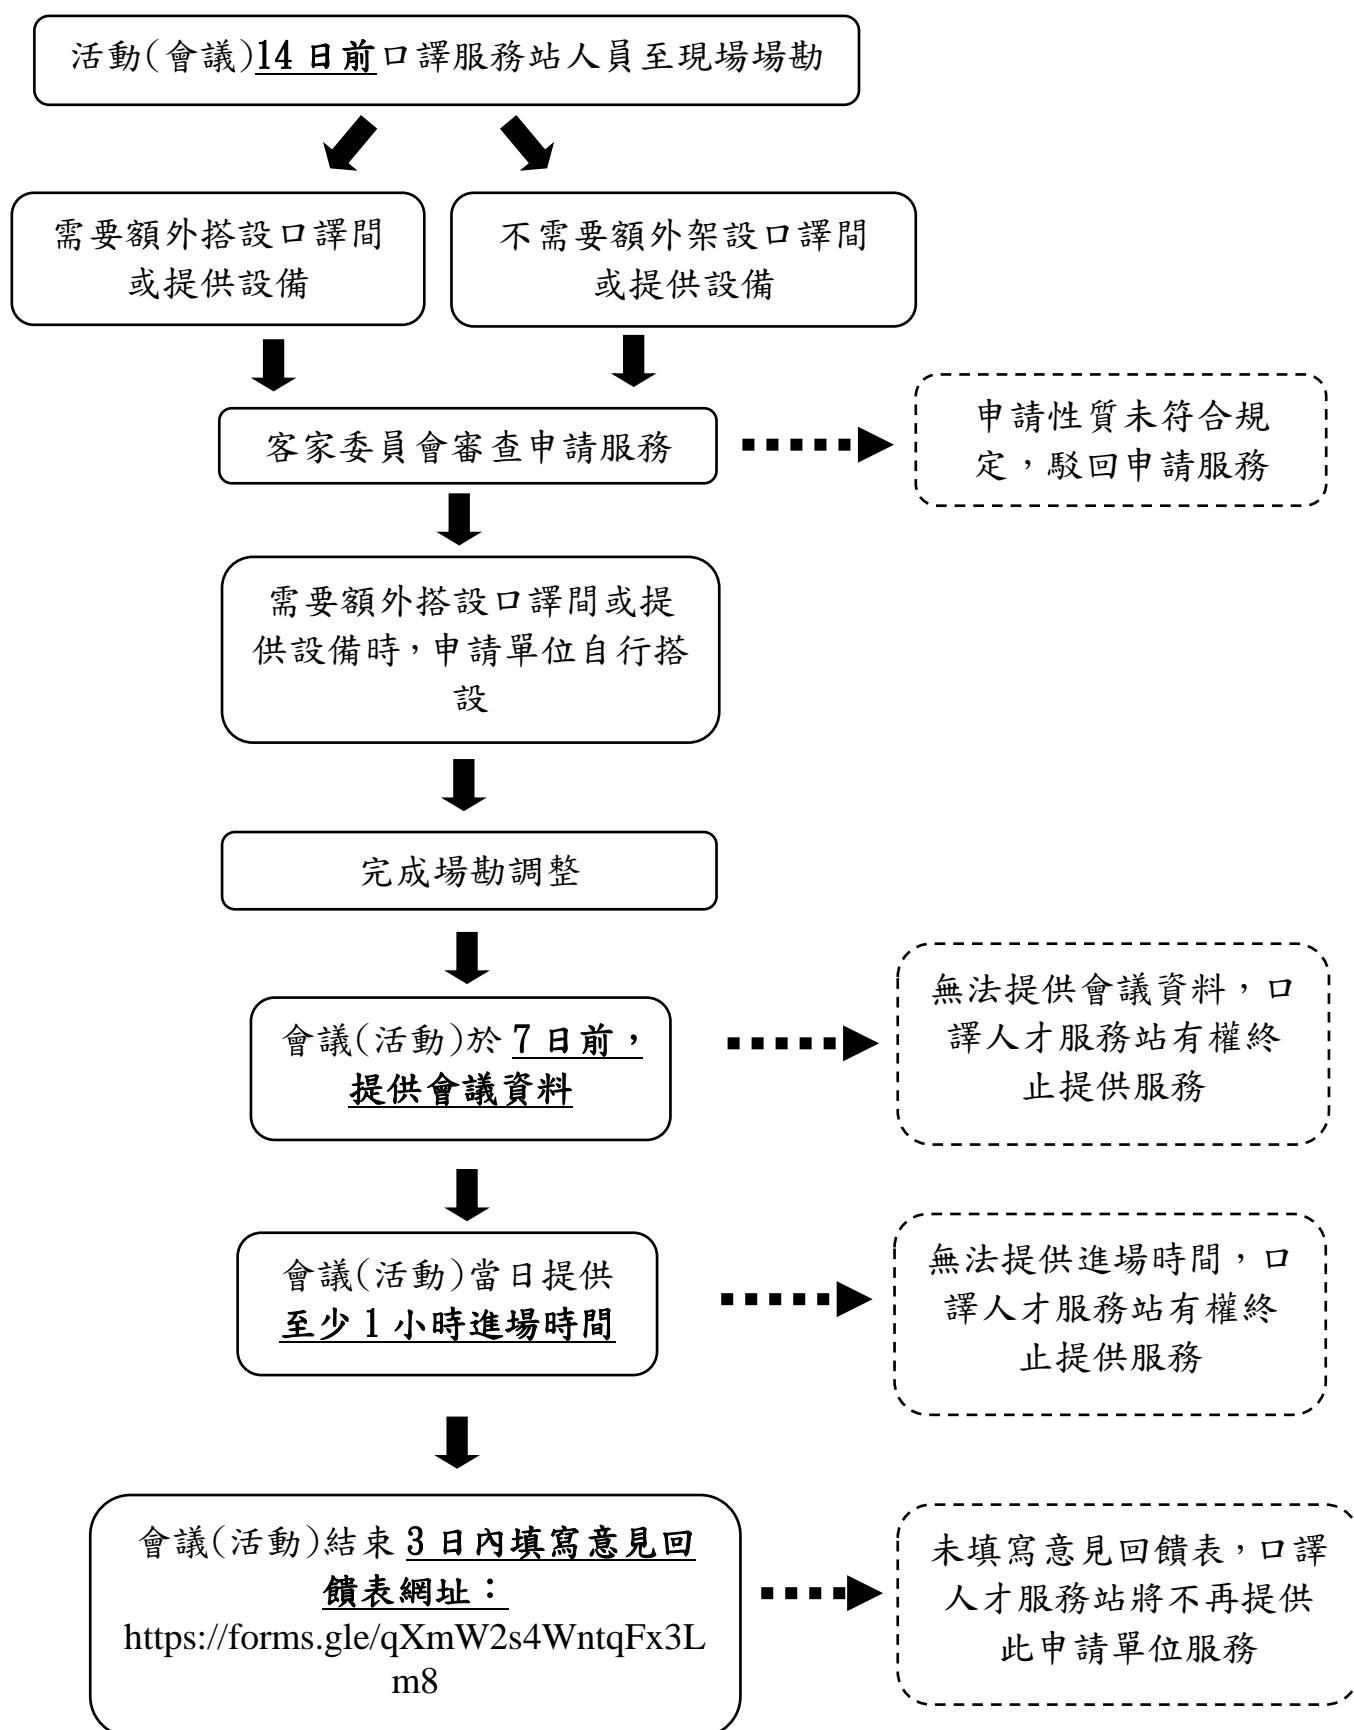 活動(會議)14 日前口譯服務站人員至現場場勘
需要額外搭設口譯間
或提供設備
不需要額外架設口譯間
或提供設備
客家委員會審查申請服務
申請性質未符合規
定，駁回申請服務
需要額外搭設口譯間或提
供設備時，申請單位自行搭
設
完成場勘調整
會議(活動)於 7 日前，
提供會議資料
無法提供會議資料，口
譯人才服務站有權終
止提供服務
會議(活動)當日提供
至少 1 小時進場時間
無法提供進場時間，口
譯人才服務站有權終
止提供服務
會議(活動)結束 3 日內填寫意見回
饋表網址：
https://forms.gle/qXmW2s4WntqFx3L
m8
未填寫意見回饋表，口譯
人才服務站將不再提供
此申請單位服務